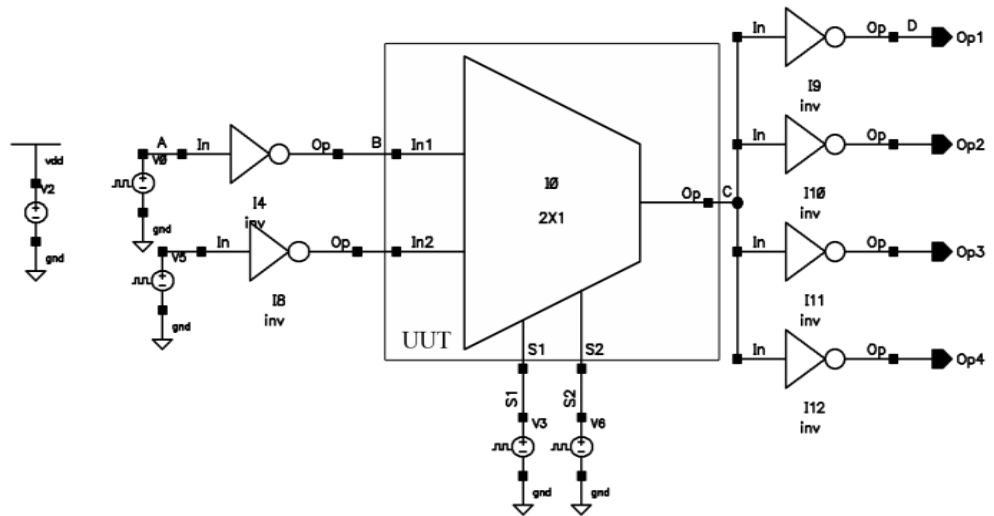 In Op D Op1
I9
inv
In Op Op2
I10
inv
In Op Op3
I11
inv
In Op Op4
I12
inv
vdd
V2
gnd
A In Op B In1
V0
gnd
I4
inv
V5 In Op In2
gnd
I8
inv
IØ
2X1
Op C
UUT
S1 S2
S1 S2
V3 V6
gnd gnd